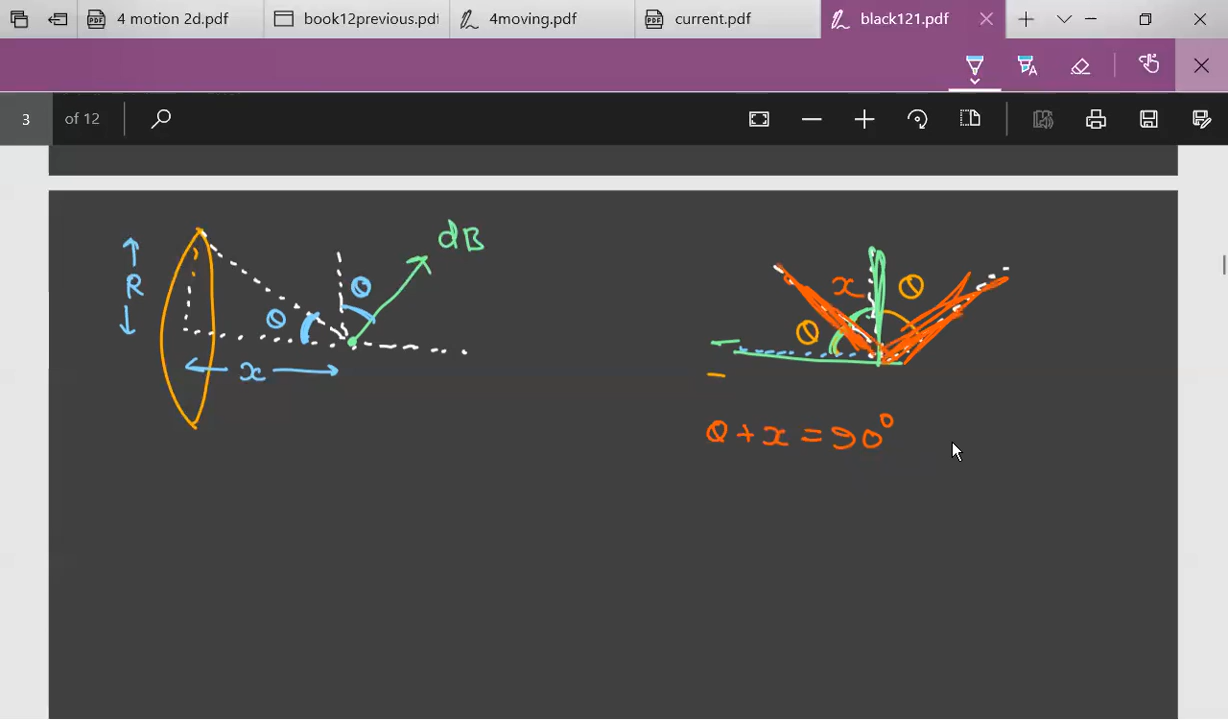 4 motion 2d.pdf
book12previous.pdf
4moving.pdf
current.pdf
black121.pdf
3 of 12
dB
R
θ
θ
x
x
θ
θ
θ + x = 90°